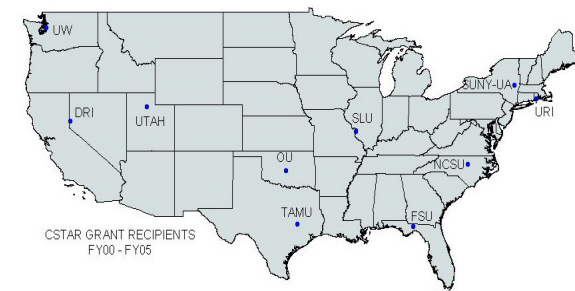 UW
SUNY-UA
URI
DRI
UTAH
SLU
OU
NCSU
TAMU
FSU
CSTAR GRANT RECIPIENTS
FY00 - FY05